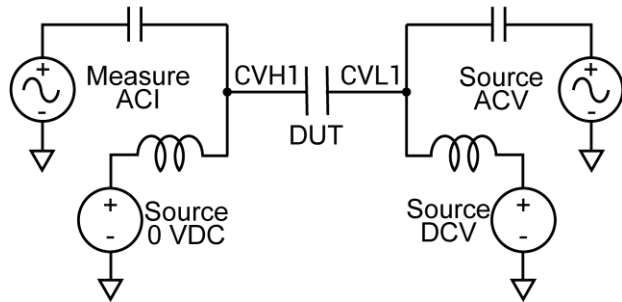 Measure
ACI
CVH1
CVL1
Source
ACV
DUT
Source
0 VDC
Source
DCV
+
-
+
-
+
-
+
-